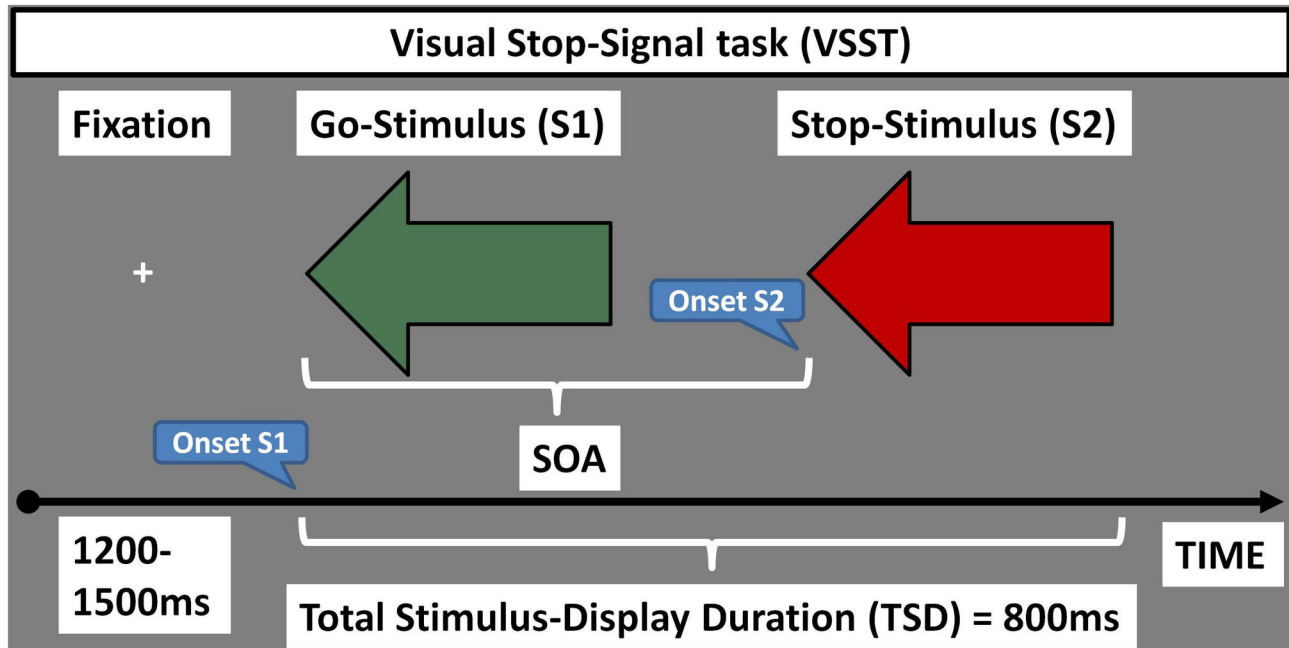 Visual Stop-Signal task (VSST)
Fixation
Go-Stimulus (S1)
Stop-Stimulus (S2)
+
Onset S2
Onset S1
SOA
1200-
1500ms
TIME
Total Stimulus-Display Duration (TSD) = 800ms